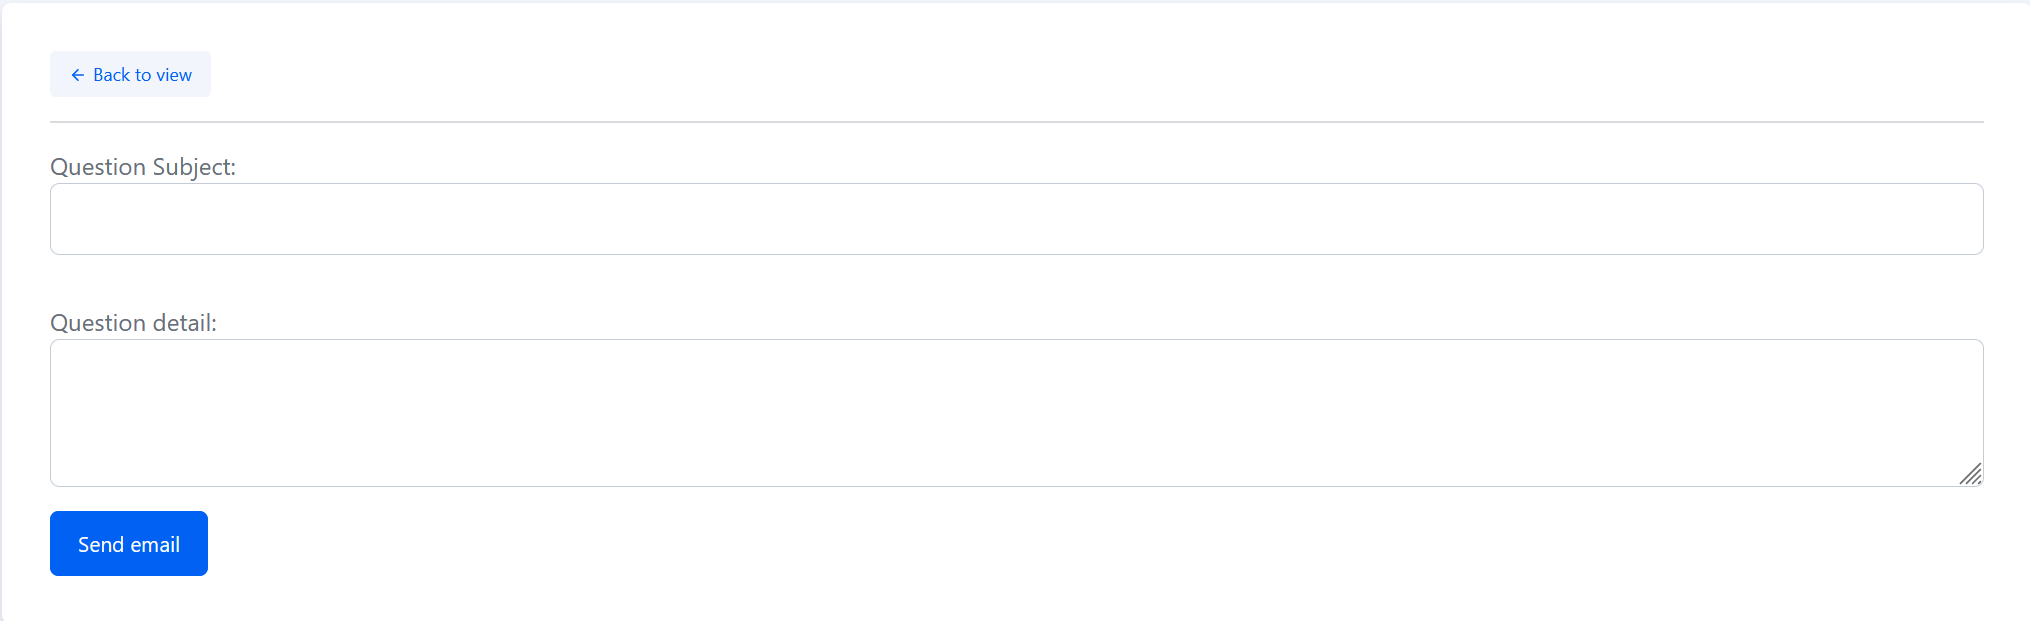 Back to view
Question Subject:
Question detail:
Send email